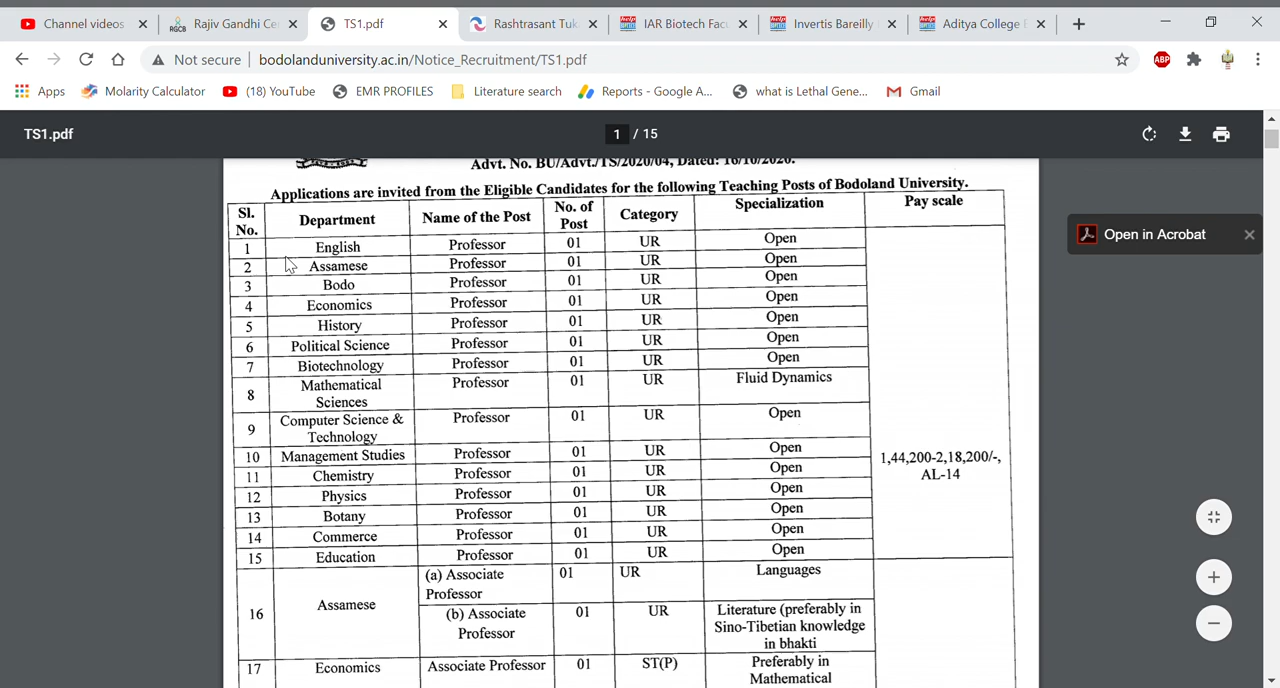 Channel videos
Rajiv Gandhi Ce
TS1.pdf
Rashtrasant Tuk
IAR Biotech Fac
Invertis Bareilly
Aditya College
Not secure | bodolanduniversity.ac.in/Notice_Recruitment/TS1.pdf
ABP
Apps Molarity Calculator (18) YouTube EMR PROFILES Literature search Reports - Google A... what is Lethal Gene... Gmail
TS1.pdf 1 / 15
Open in Acrobat
Advt. No. BU/Advt./TS/2020/04, Dated: 16/10/2020.
Applications are invited from the Eligible Candidates for the following Teaching Posts of Bodoland University.
Sl. No. Department Name of the Post No. of Post Category Specialization Pay scale
1 English Professor 01 UR Open
2 Assamese Professor 01 UR Open
3 Bodo Professor 01 UR Open
4 Economics Professor 01 UR Open
5 History Professor 01 UR Open
6 Political Science Professor 01 UR Open
7 Biotechnology Professor 01 UR Open
8 Mathematical Sciences Professor 01 UR Fluid Dynamics
9 Computer Science & Technology Professor 01 UR Open
10 Management Studies Professor 01 UR Open
1,44,200-2,18,200/-, AL-14
11 Chemistry Professor 01 UR Open
12 Physics Professor 01 UR Open
13 Botany Professor 01 UR Open
14 Commerce Professor 01 UR Open
15 Education Professor 01 UR Open
16 Assamese (a) Associate Professor 01 UR Languages
(b) Associate Professor 01 UR Literature (preferably in Sino-Tibetian knowledge in bhakti
17 Economics Associate Professor 01 ST(P) Preferably in Mathematical